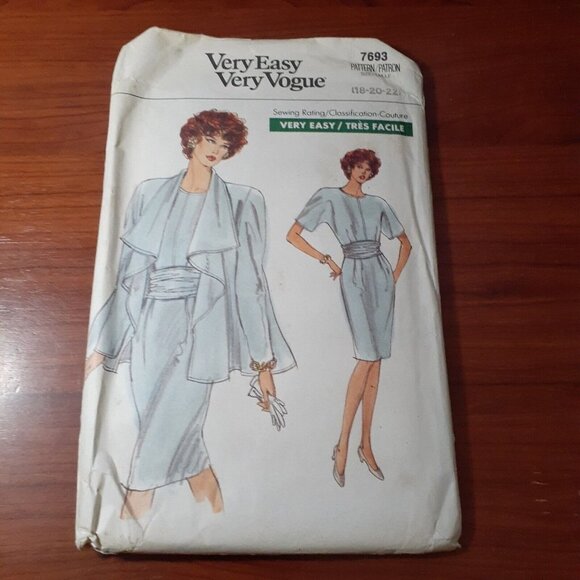 Very Easy
Very Vogue
7693
PATTERN/PATRON
(18-20-22)
Sewing Rating/Classification-Couture
VERY EASY/TRÈS FACILE